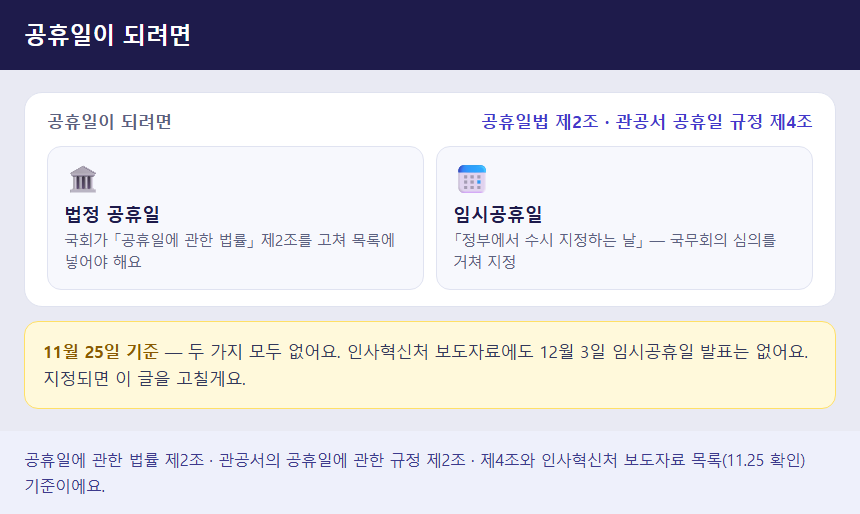 공휴일이 되려면
공휴일이 되려면
공휴일법 제2조 · 관공서 공휴일 규정 제4조
법정 공휴일
국회가 「공휴일에 관한 법률」 제2조를 고쳐 목록에
넣어야 해요
임시공휴일
「정부에서 수시 지정하는 날」 — 국무회의 심의를
거쳐 지정
11월 25일 기준 — 두 가지 모두 없어요. 인사혁신처 보도자료에도 12월 3일 임시공휴일 발표는 없어요.
지정되면 이 글을 고칠게요.
공휴일에 관한 법률 제2조 · 관공서의 공휴일에 관한 규정 제2조 · 제4조와 인사혁신처 보도자료 목록(11.25 확인)
기준이에요.